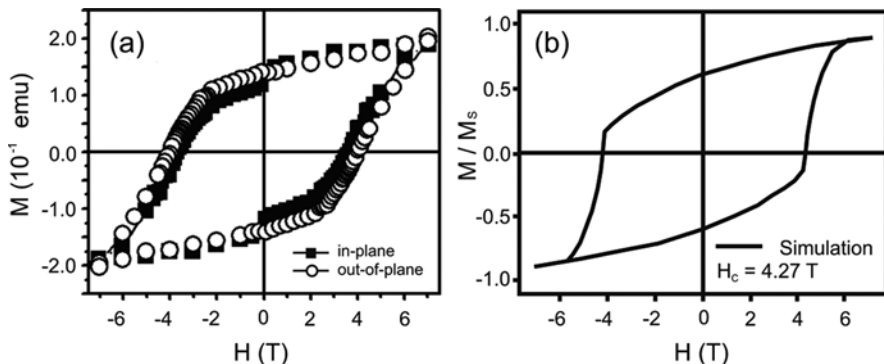 (a)
M (10⁻¹ emu)
2.0
1.0
0.0
-1.0
-2.0
in-plane
out-of-plane
-6
-4
-2
0
2
4
6
H (T)
(b)
M / Mₛ
1.0
0.5
0.0
-0.5
-1.0
Simulation
H꜀ = 4.27 T
-6
-4
-2
0
2
4
6
H (T)